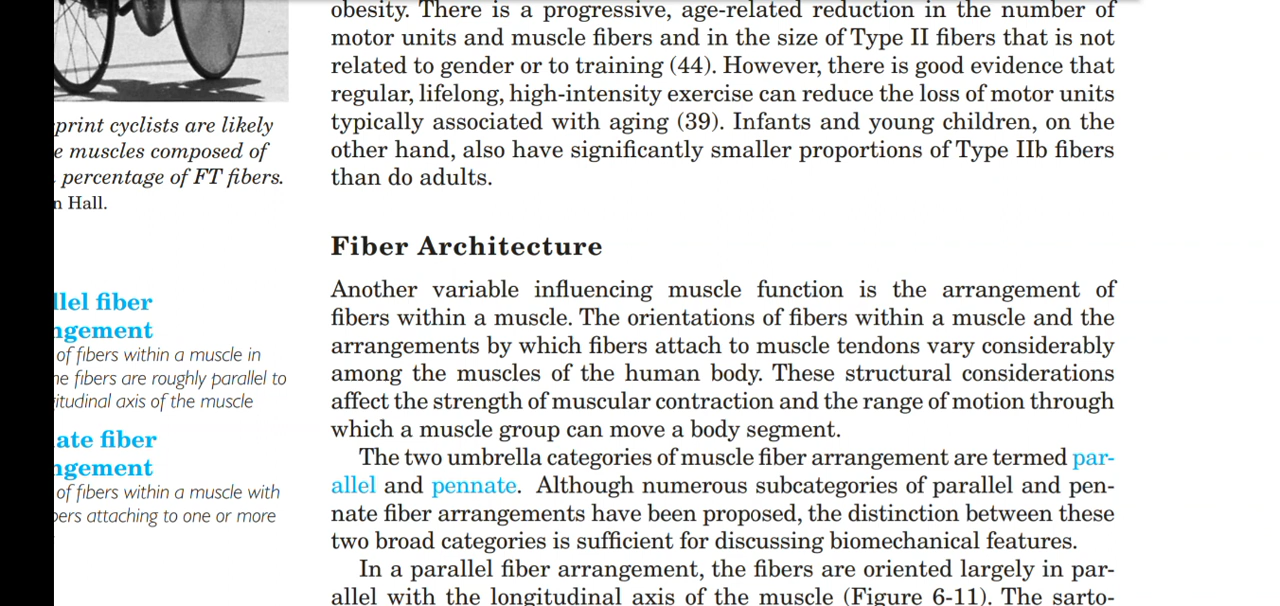 obesity. There is a progressive, age-related reduction in the number of
motor units and muscle fibers and in the size of Type II fibers that is not
related to gender or to training (44). However, there is good evidence that
regular, lifelong, high-intensity exercise can reduce the loss of motor units
typically associated with aging (39). Infants and young children, on the
other hand, also have significantly smaller proportions of Type IIb fibers
than do adults.
print cyclists are likely
muscles composed of
percentage of FT fibers.
Hall.
Fiber Architecture
Another variable influencing muscle function is the arrangement of
fibers within a muscle. The orientations of fibers within a muscle and the
arrangements by which fibers attach to muscle tendons vary considerably
among the muscles of the human body. These structural considerations
affect the strength of muscular contraction and the range of motion through
which a muscle group can move a body segment.
The two umbrella categories of muscle fiber arrangement are termed par-
allel and pennate. Although numerous subcategories of parallel and pen-
nate fiber arrangements have been proposed, the distinction between these
two broad categories is sufficient for discussing biomechanical features.
In a parallel fiber arrangement, the fibers are oriented largely in par-
allel with the longitudinal axis of the muscle (Figure 6-11). The sarto-
llel fiber
ngement
of fibers within a muscle in
fibers are roughly parallel to
itudinal axis of the muscle
ate fiber
ngement
of fibers within a muscle with
bers attaching to one or more